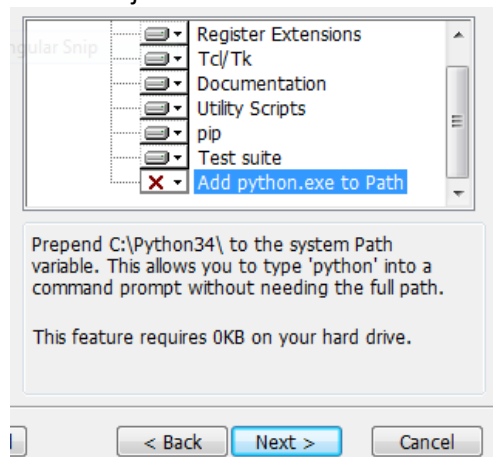 ngular Snip
Register Extensions
Tcl/Tk
Documentation
Utility Scripts
pip
Test suite
Add python.exe to Path
Prepend C:\Python34\ to the system Path
variable. This allows you to type 'python' into a
command prompt without needing the full path.
This feature requires 0KB on your hard drive.
< Back
Next >
Cancel